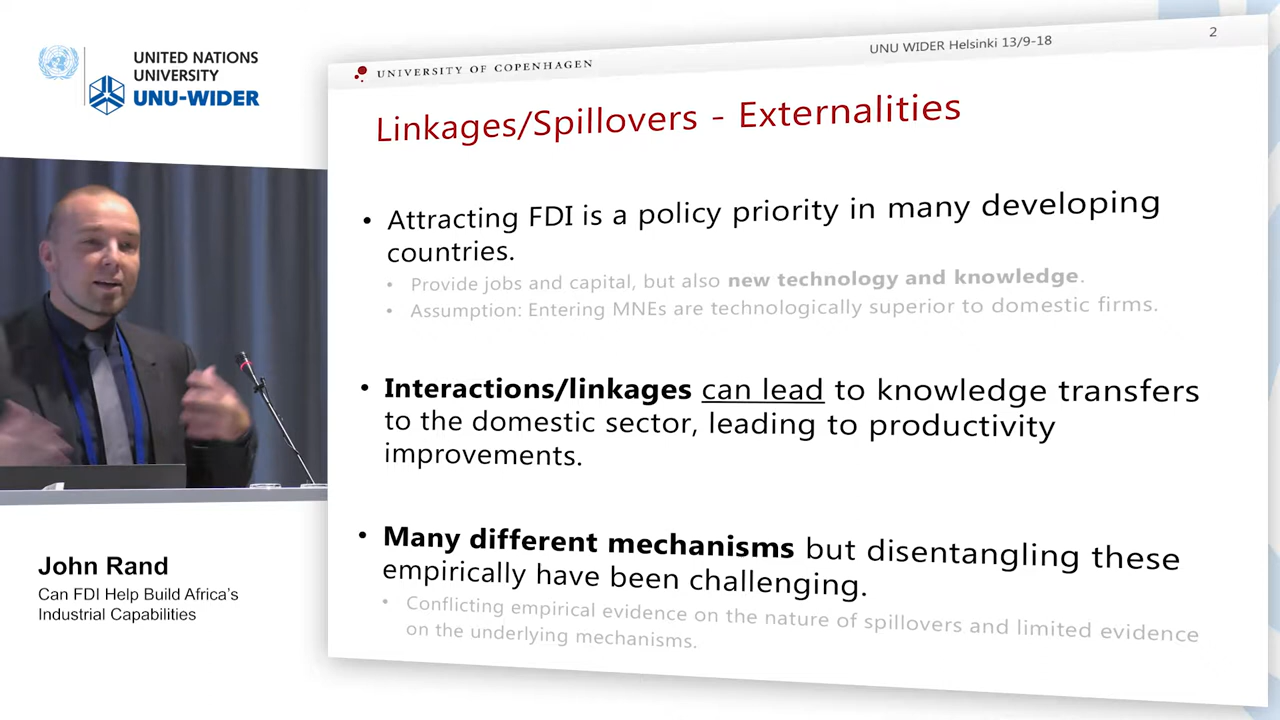 UNITED NATIONS
UNIVERSITY
UNU-WIDER
UNIVERSITY OF COPENHAGEN
UNU WIDER Helsinki 13/9-18
2
Linkages/Spillovers - Externalities
• Attracting FDI is a policy priority in many developing
countries.
• Provide jobs and capital, but also new technology and knowledge.
• Assumption: Entering MNEs are technologically superior to domestic firms.
• Interactions/linkages can lead to knowledge transfers
to the domestic sector, leading to productivity
improvements.
• Many different mechanisms but disentangling these
empirically have been challenging.
• Conflicting empirical evidence on the nature of spillovers and limited evidence
on the underlying mechanisms.
John Rand
Can FDI Help Build Africa's
Industrial Capabilities